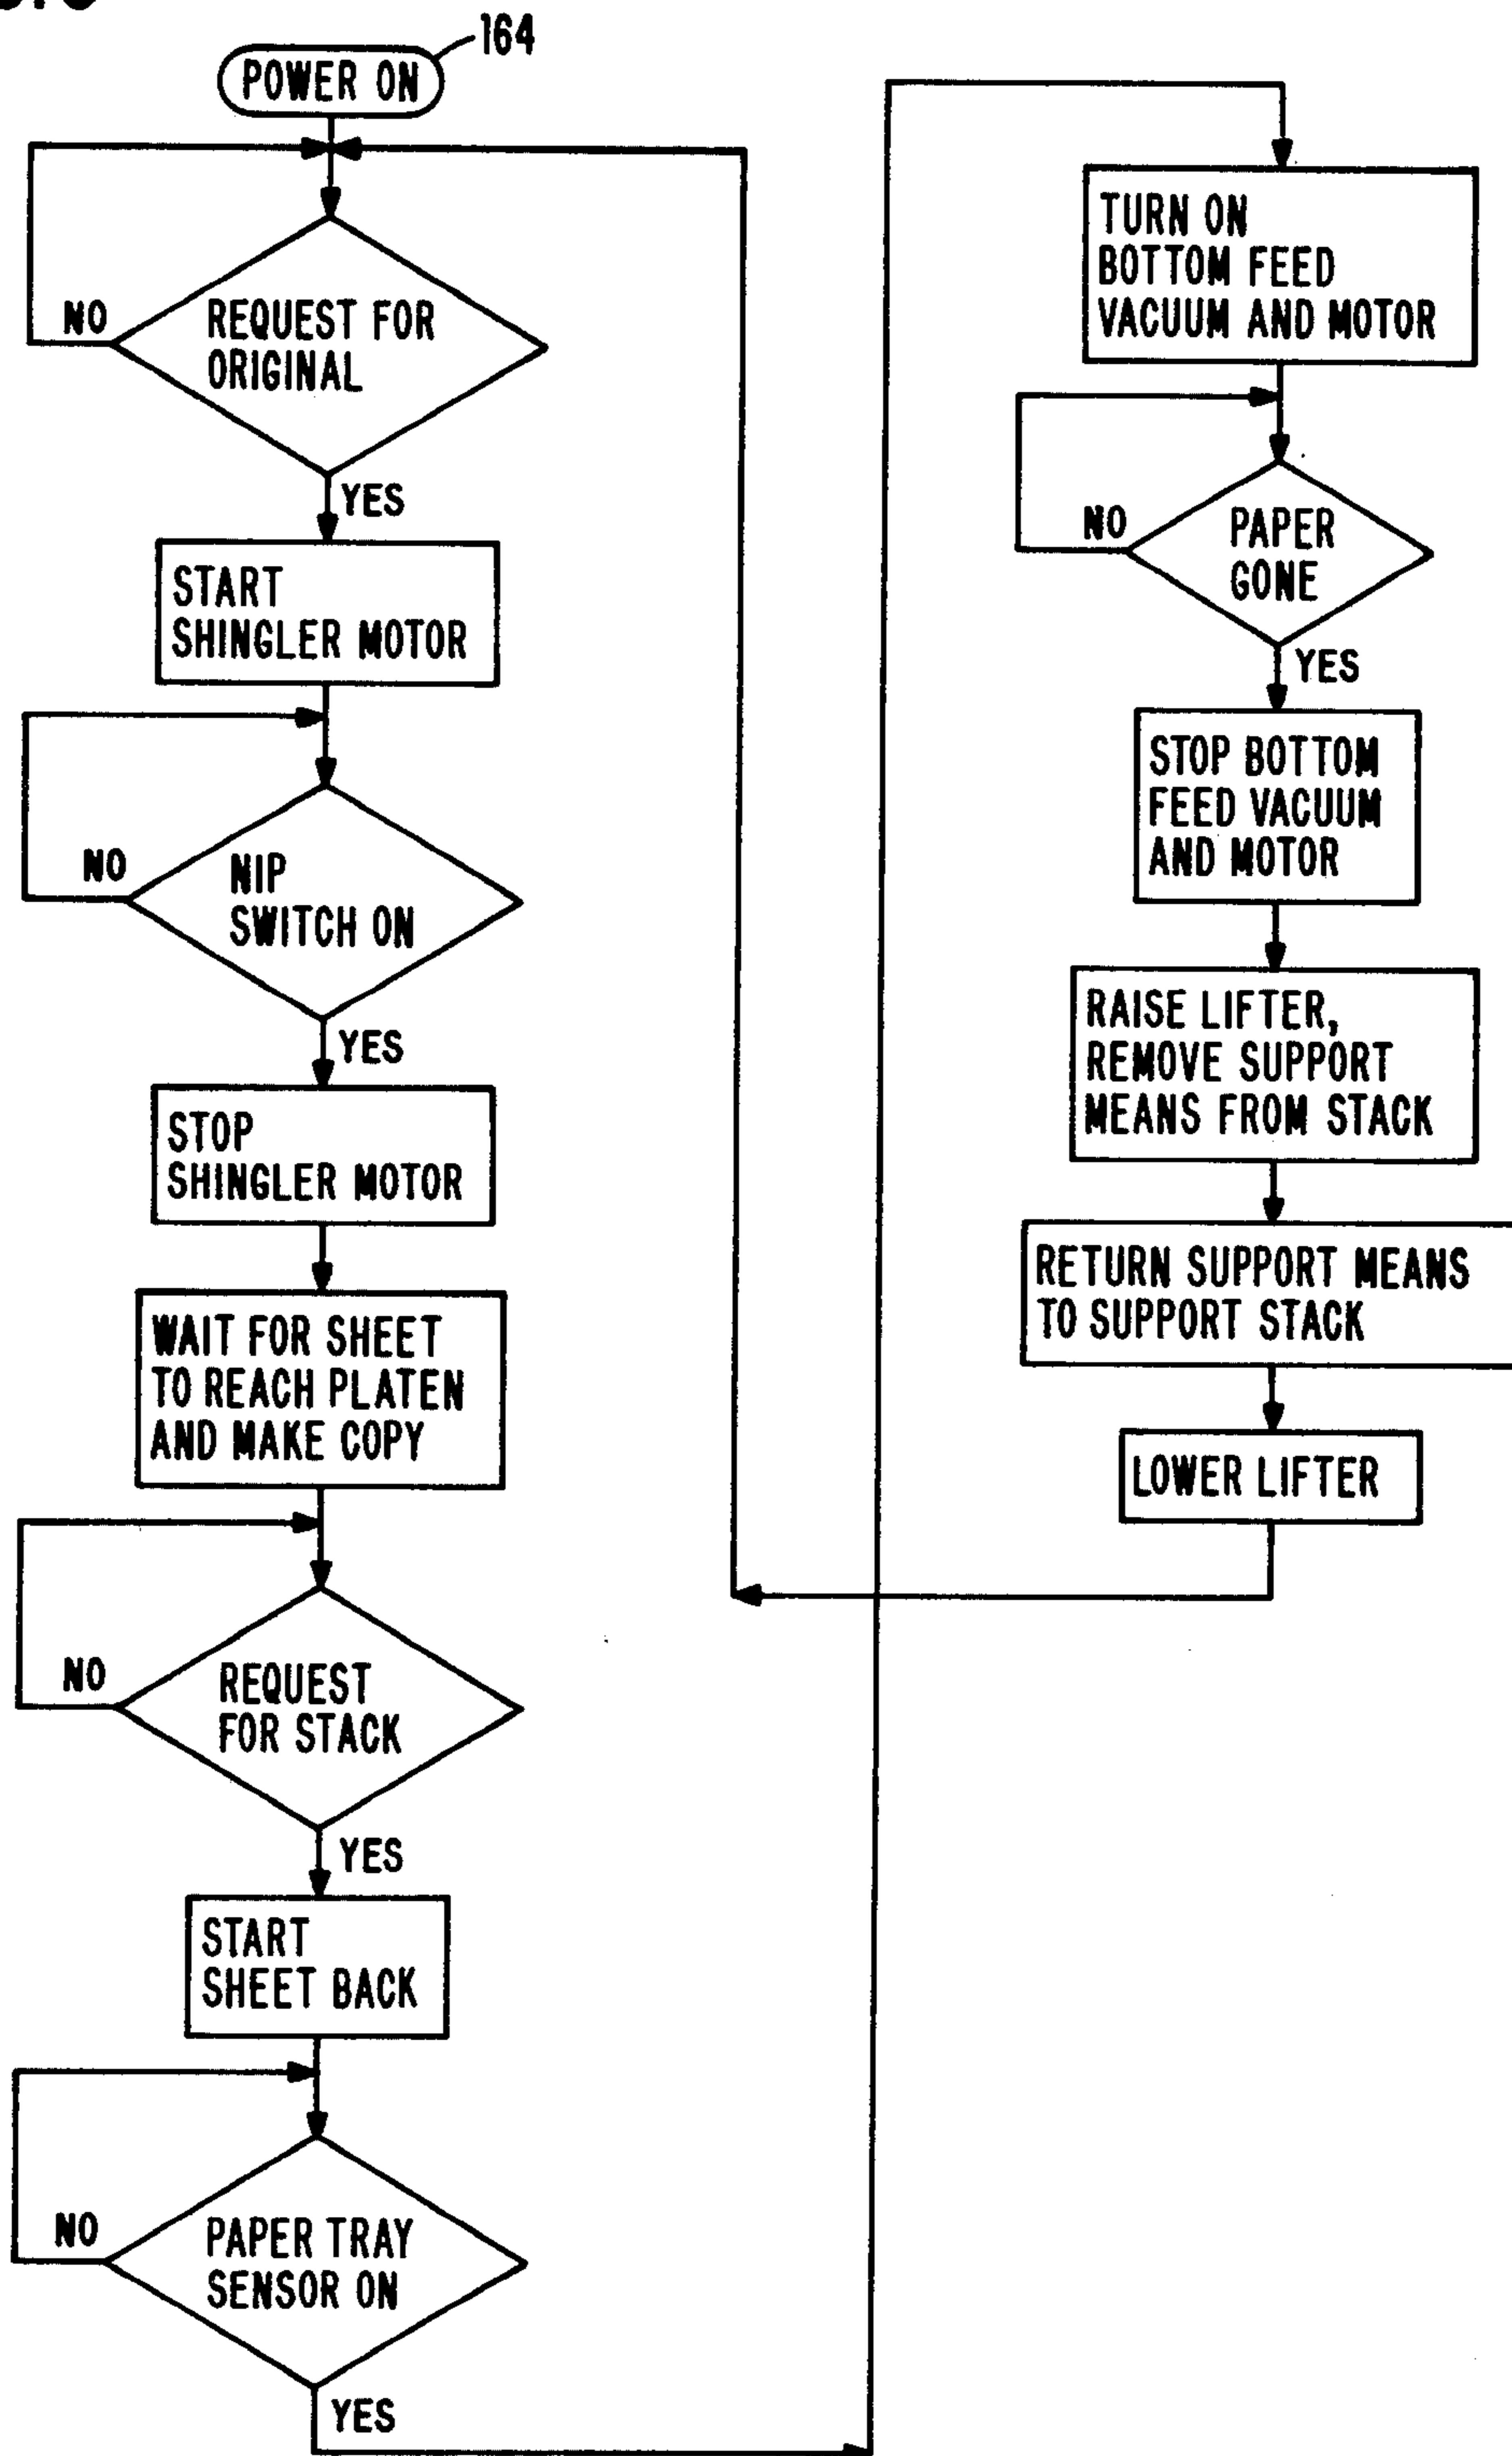 164
POWER ON
NO
REQUEST FOR
ORIGINAL
YES
START
SHINGLER MOTOR
NO
NIP
SWITCH ON
YES
STOP
SHINGLER MOTOR
WAIT FOR SHEET
TO REACH PLATEN
AND MAKE COPY
NO
REQUEST
FOR STACK
YES
START
SHEET BACK
NO
PAPER TRAY
SENSOR ON
YES
TURN ON
BOTTOM FEED
VACUUM AND MOTOR
NO
PAPER
GONE
YES
STOP BOTTOM
FEED VACUUM
AND MOTOR
RAISE LIFTER,
REMOVE SUPPORT
MEANS FROM STACK
RETURN SUPPORT MEANS
TO SUPPORT STACK
LOWER LIFTER